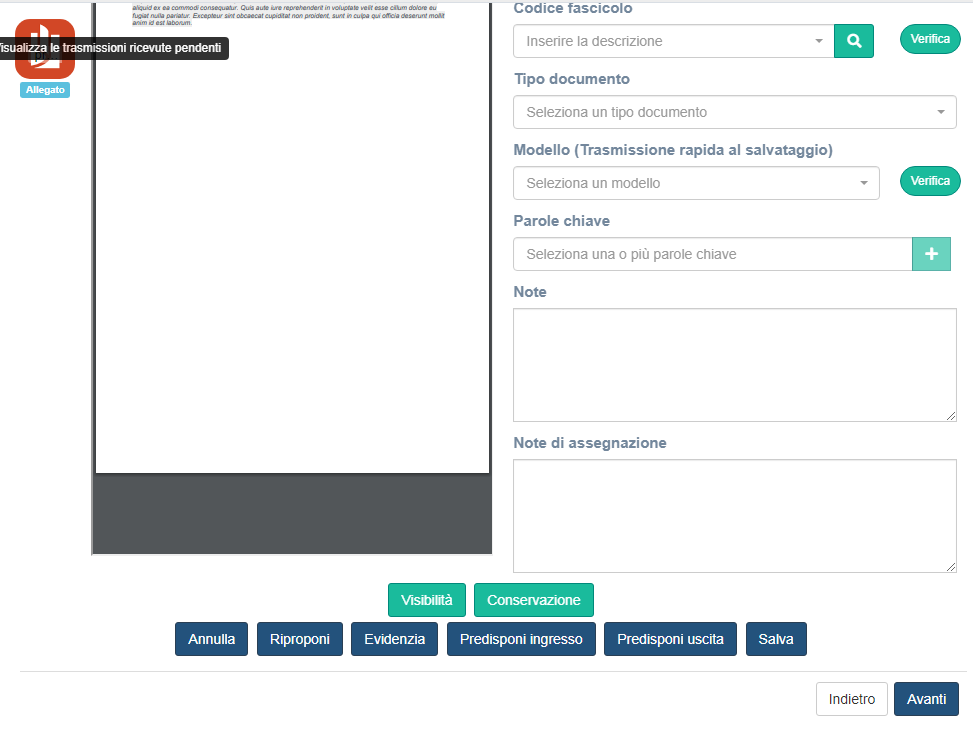 aliquid ex ea commodi consequatur. Quis aute iure reprehenderit in voluptate velit esse cillum dolore eu
fugiat nulla pariatur. Excepteur sint obcaecat cupiditat non proident, sunt in culpa qui officia deserunt mollit
anim id est laborum.
isualizza le trasmissioni ricevute pendenti
Allegato
Codice fascicolo
Inserire la descrizione
Verifica
Tipo documento
Seleziona un tipo documento
Modello (Trasmissione rapida al salvataggio)
Seleziona un modello
Verifica
Parole chiave
Seleziona una o più parole chiave
+
Note
Note di assegnazione
Visibilità
Conservazione
Annulla
Riproponi
Evidenzia
Predisponi ingresso
Predisponi uscita
Salva
Indietro
Avanti